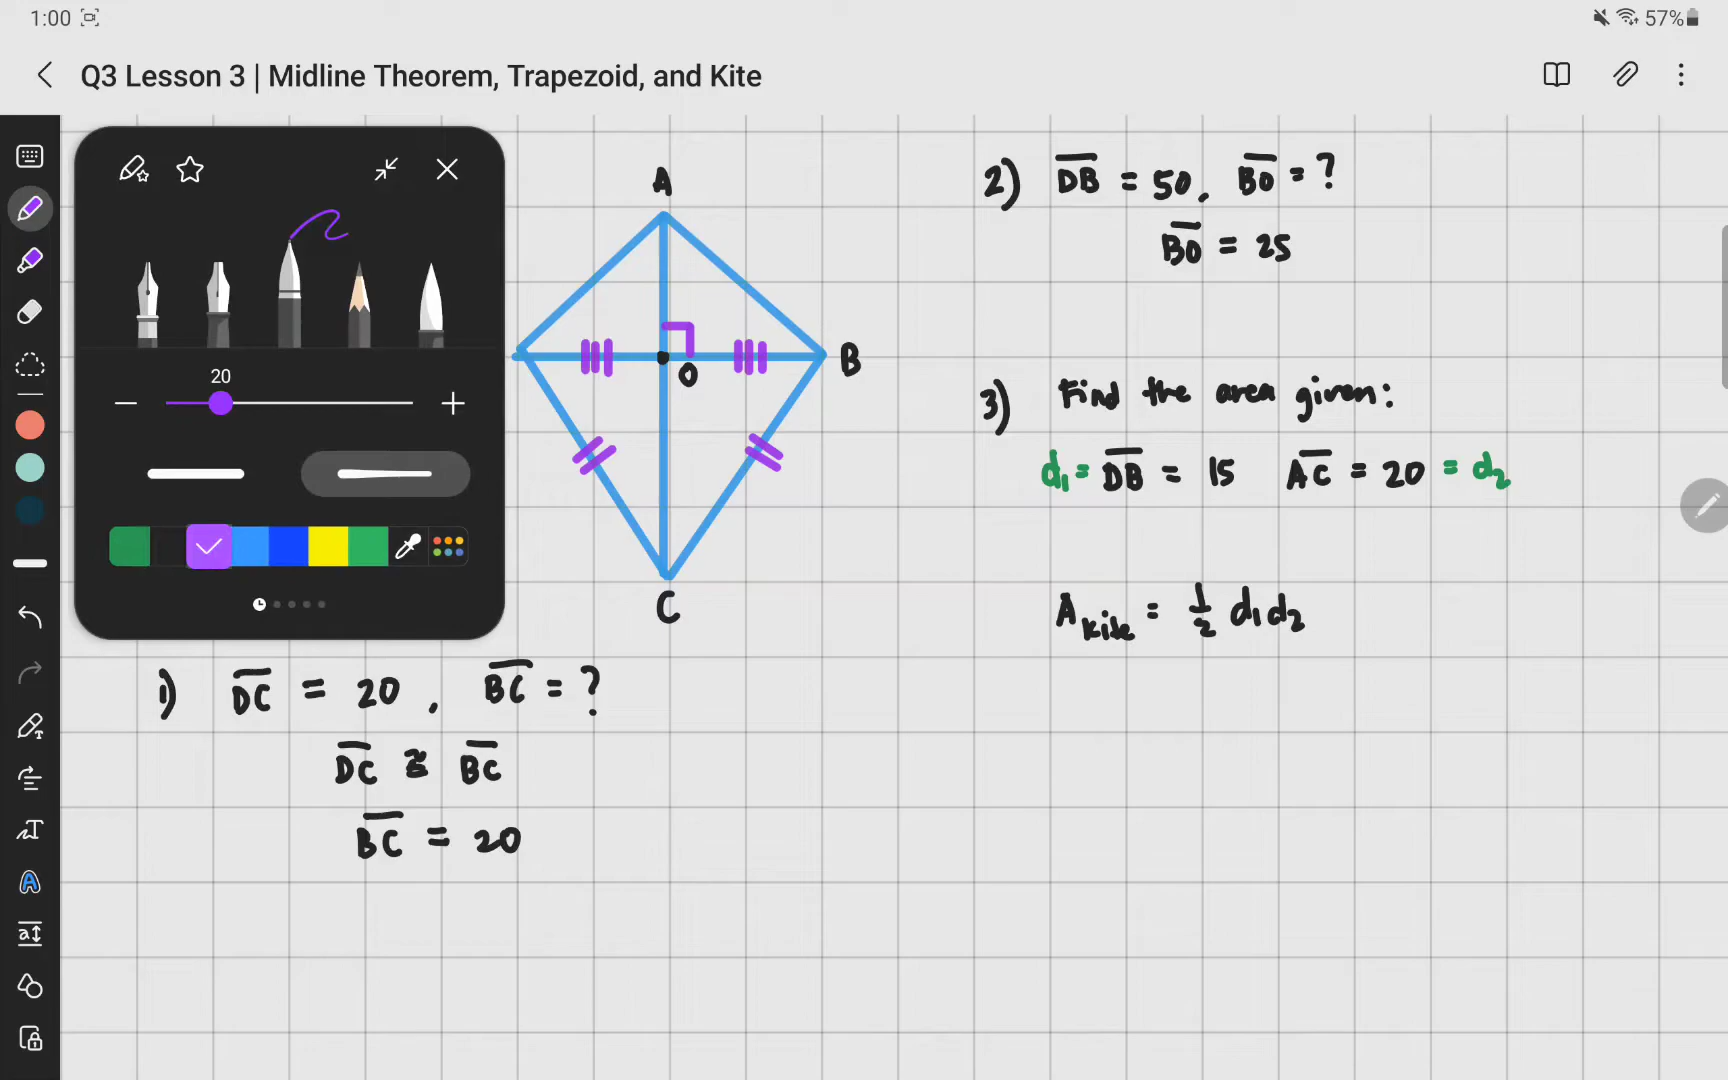 1:00
57%
Q3 Lesson 3 | Midline Theorem, Trapezoid, and Kite
20
A
B
O
C
1) DC = 20, BC = ?
DC ≅ BC
BC = 20
2) DB = 50, BO = ?
BO = 25
3) Find the area given:
d₁ = DB = 15 AC = 20 = d₂
A kite = 1/2 d₁d₂